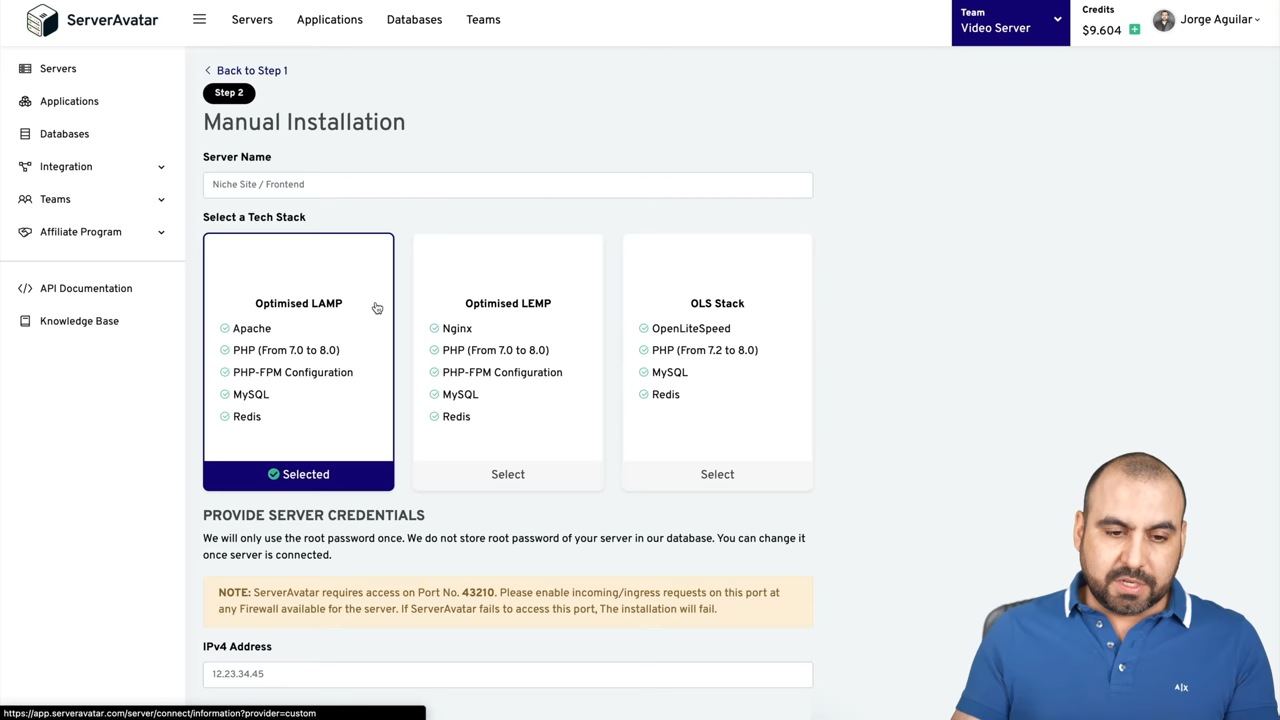 ServerAvatar
Servers
Applications
Databases
Teams
Team
Video Server
Credits
$9.604
Jorge Aguilar
Servers
Applications
Databases
Integration
Teams
Affiliate Program
API Documentation
Knowledge Base
Back to Step 1
Step 2
Manual Installation
Server Name
Niche Site / Frontend
Select a Tech Stack
Optimised LAMP
Apache
PHP (From 7.0 to 8.0)
PHP-FPM Configuration
MySQL
Redis
Selected
Optimised LEMP
Nginx
PHP (From 7.0 to 8.0)
PHP-FPM Configuration
MySQL
Redis
Select
OLS Stack
OpenLiteSpeed
PHP (From 7.2 to 8.0)
MySQL
Redis
Select
PROVIDE SERVER CREDENTIALS
We will only use the root password once. We do not store root password of your server in our database. You can change it
once server is connected.
NOTE: ServerAvatar requires access on Port No. 43210. Please enable incoming/ingress requests on this port at
any Firewall available for the server. If ServerAvatar fails to access this port, The installation will fail.
IPv4 Address
12.23.34.45
https://app.serveravatar.com/server/connect/information?provider=custom
A|X